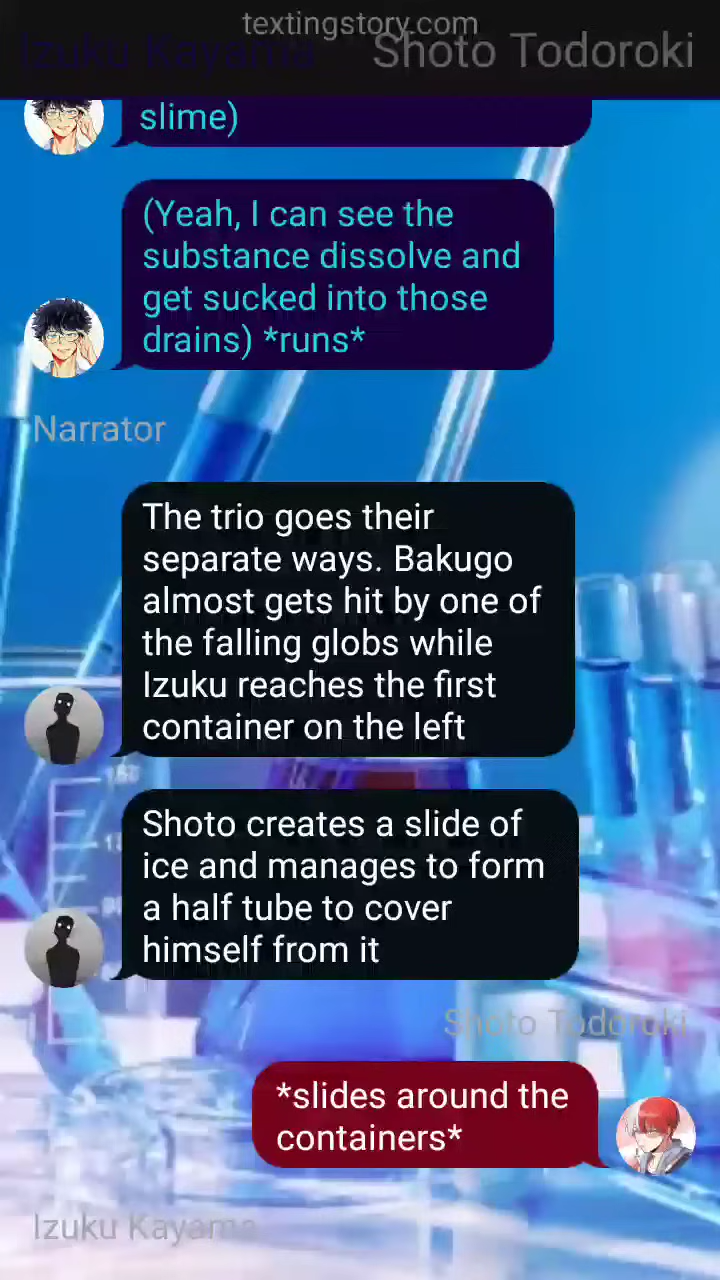 textingstory.com
Izuku Kayama Shoto Todoroki
slime)
(Yeah, I can see the
substance dissolve and
get sucked into those
drains) *runs*
Narrator
The trio goes their
separate ways. Bakugo
almost gets hit by one of
the falling globs while
Izuku reaches the first
container on the left
Shoto creates a slide of
ice and manages to form
a half tube to cover
himself from it
Shoto Todoroki
*slides around the
containers*
Izuku Kayama